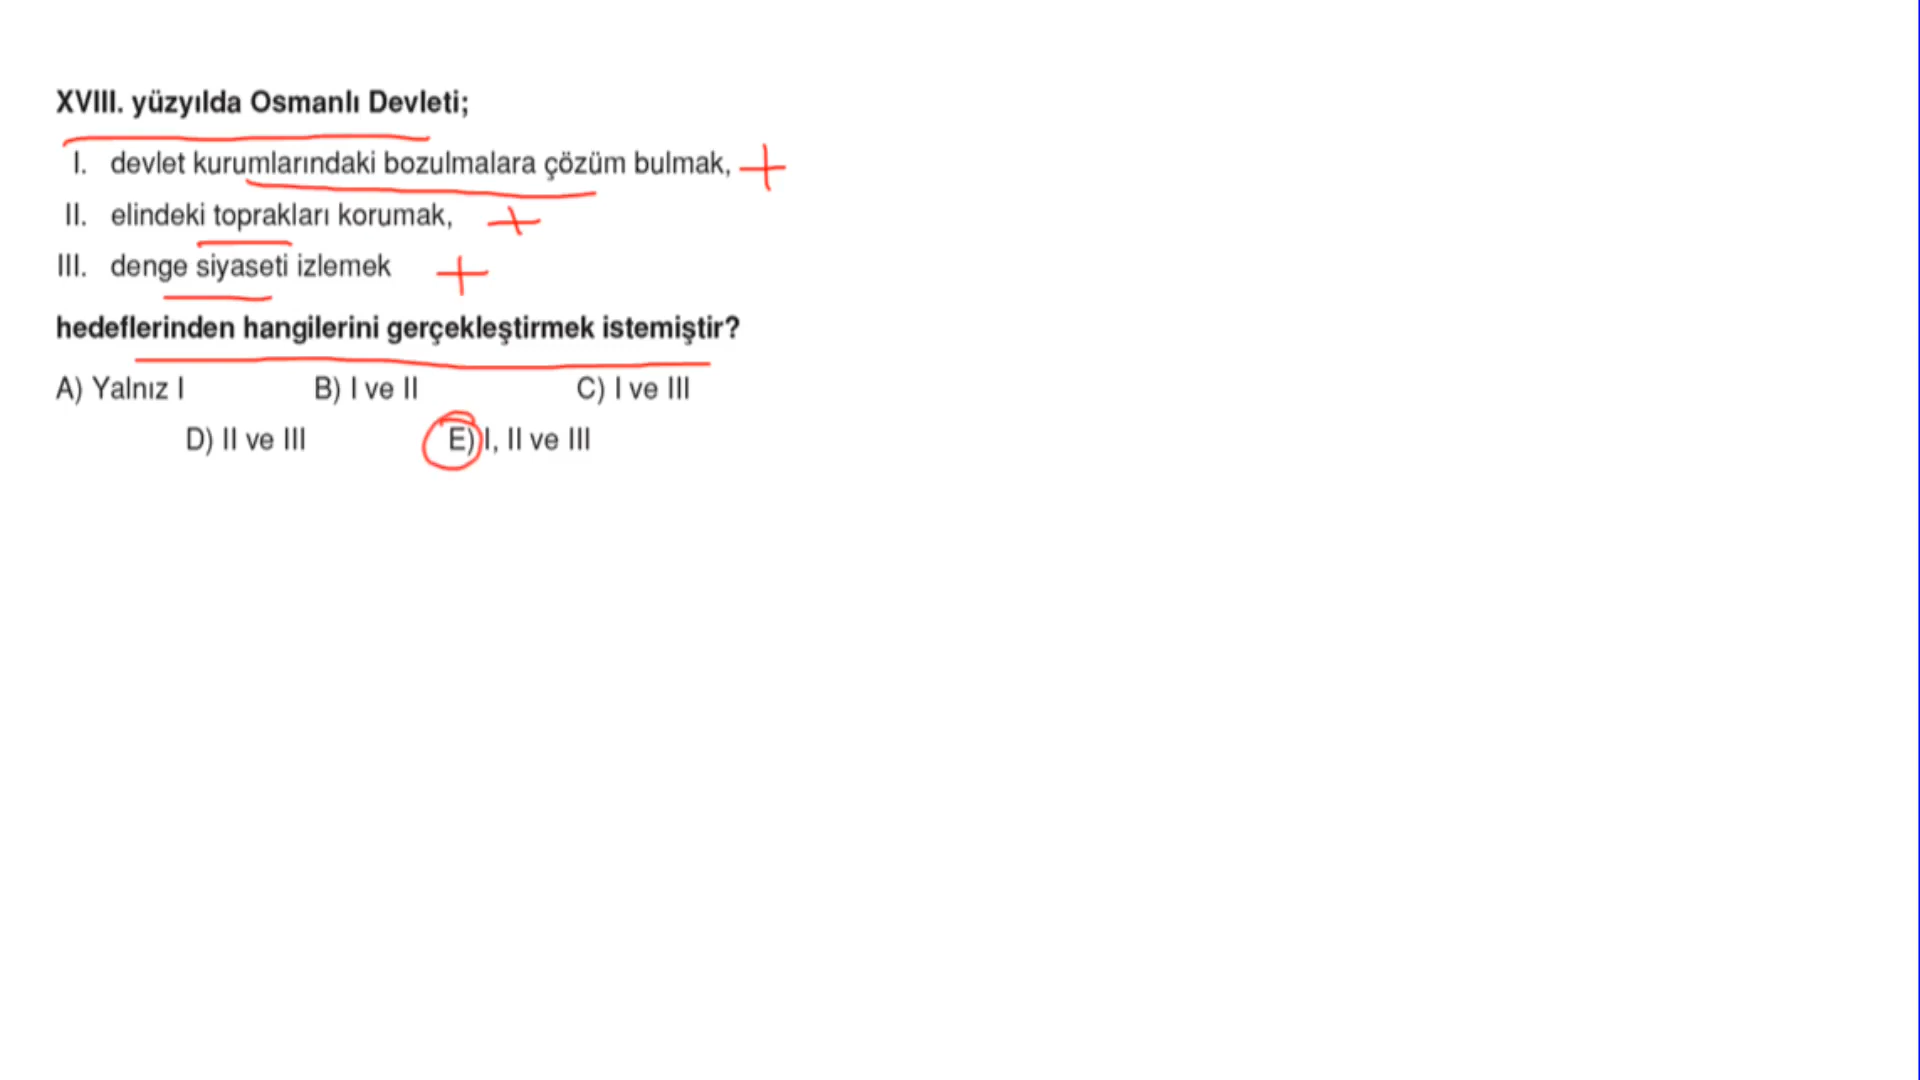 XVIII. yüzyılda Osmanlı Devleti;
I. devlet kurumlarındaki bozulmalara çözüm bulmak, +
II. elindeki toprakları korumak, +
III. denge siyaseti izlemek +
hedeflerinden hangilerini gerçekleştirmek istemiştir?
A) Yalnız I B) I ve II C) I ve III
D) II ve III E) I, II ve III